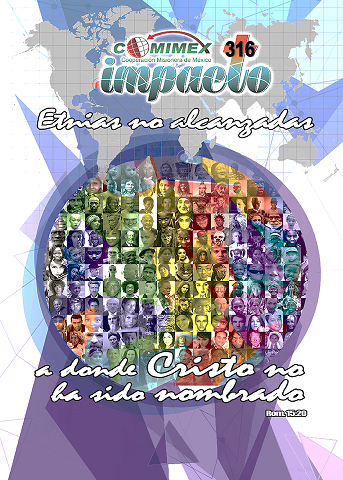 COMIMEX
Cooperación Misionera de México
316
impacto
Etnias no alcanzadas
a donde Cristo no
ha sido nombrado
Rom. 15:20